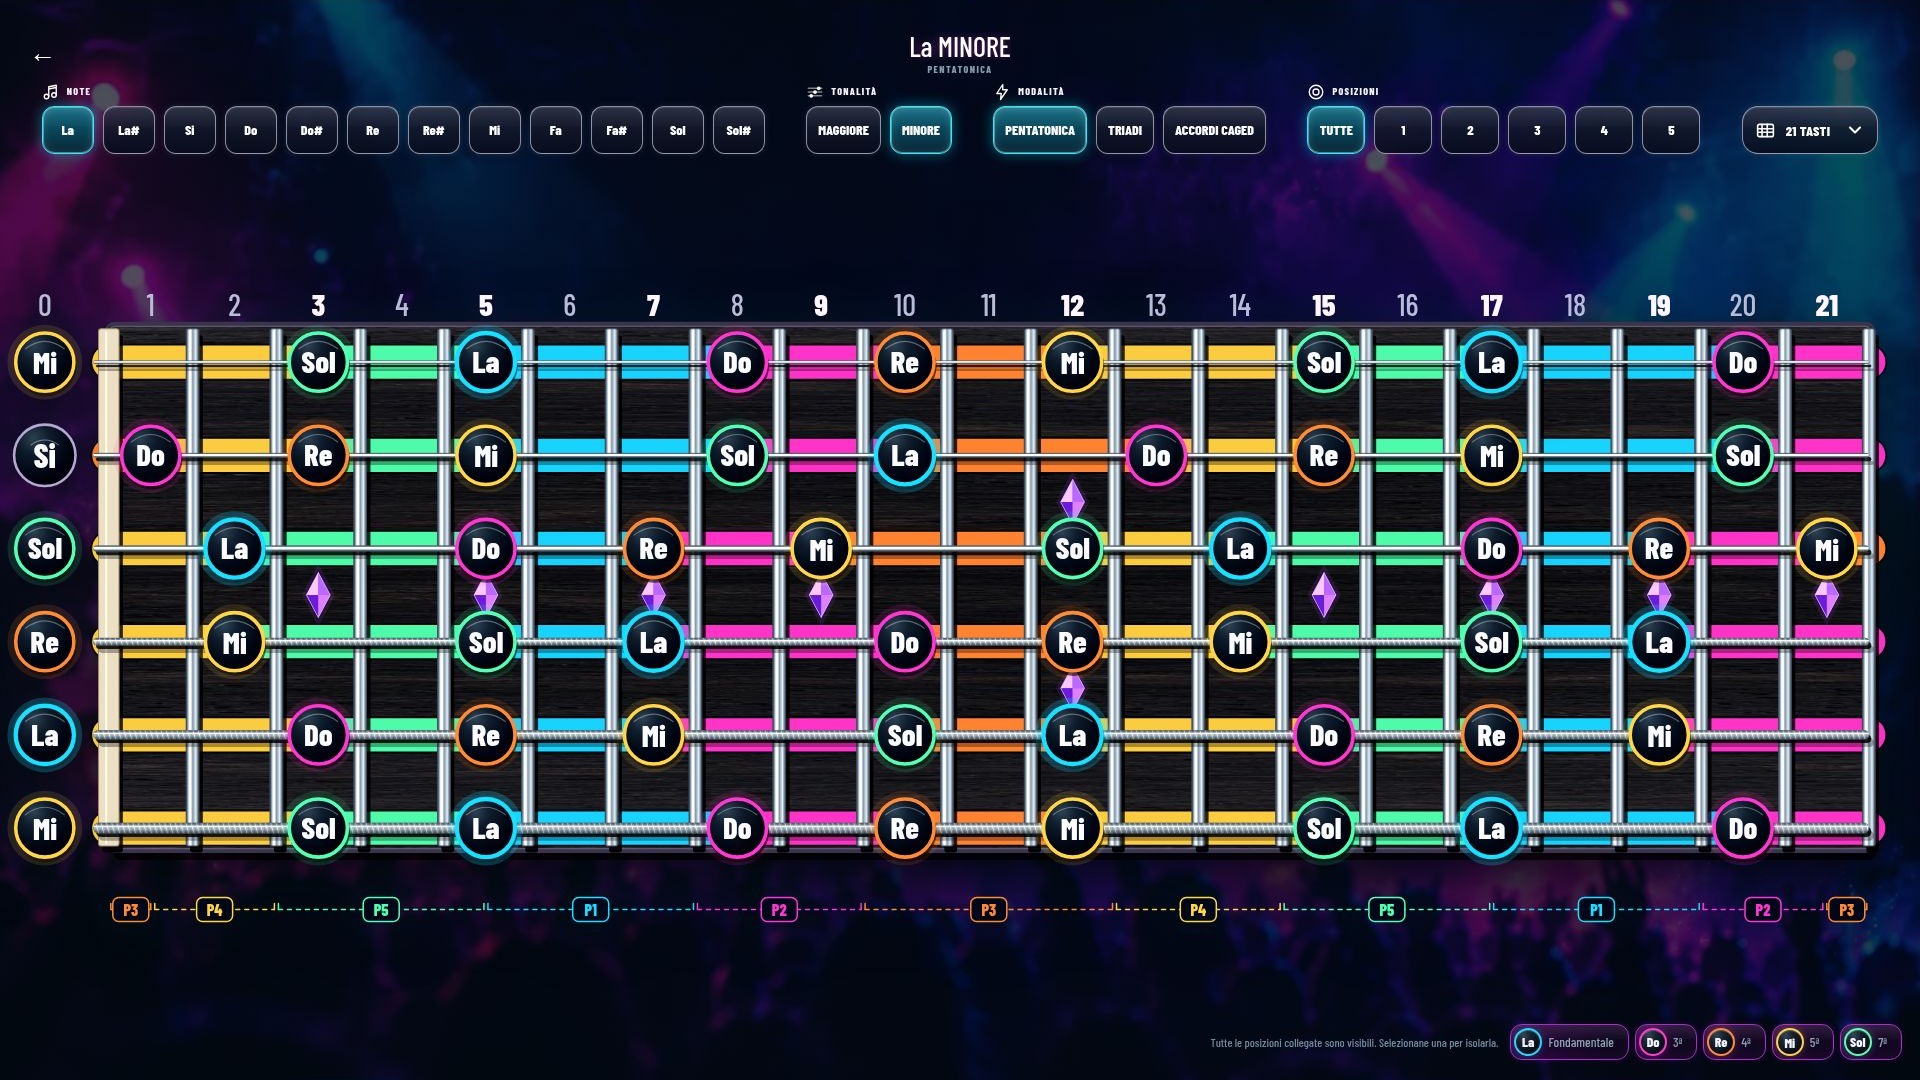 ←
La MINORE
PENTATONICA
NOTE
La La# Si Do Do# Re Re# Mi Fa Fa# Sol Sol#
TONALITÀ
MAGGIORE MINORE
MODALITÀ
PENTATONICA TRIADI ACCORDI CAGED
POSIZIONI
TUTTE 1 2 3 4 5
21 TASTI
0 1 2 3 4 5 6 7 8 9 10 11 12 13 14 15 16 17 18 19 20 21
Mi Sol La Do Re Mi Sol La Do
Si Do Re Mi Sol La Do Re Mi Sol
Sol La Do Re Mi Sol La Do Re Mi
Re Mi Sol La Do Re Mi Sol La
La Do Re Mi Sol La Do Re Mi
Mi Sol La Do Re Mi Sol La Do
P3 P4 P5 P1 P2 P3 P4 P5 P1 P2 P3
Tutte le posizioni collegate sono visibili. Selezionane una per isolarla.
La Fondamentale Do 3ª Re 4ª Mi 5ª Sol 7ª